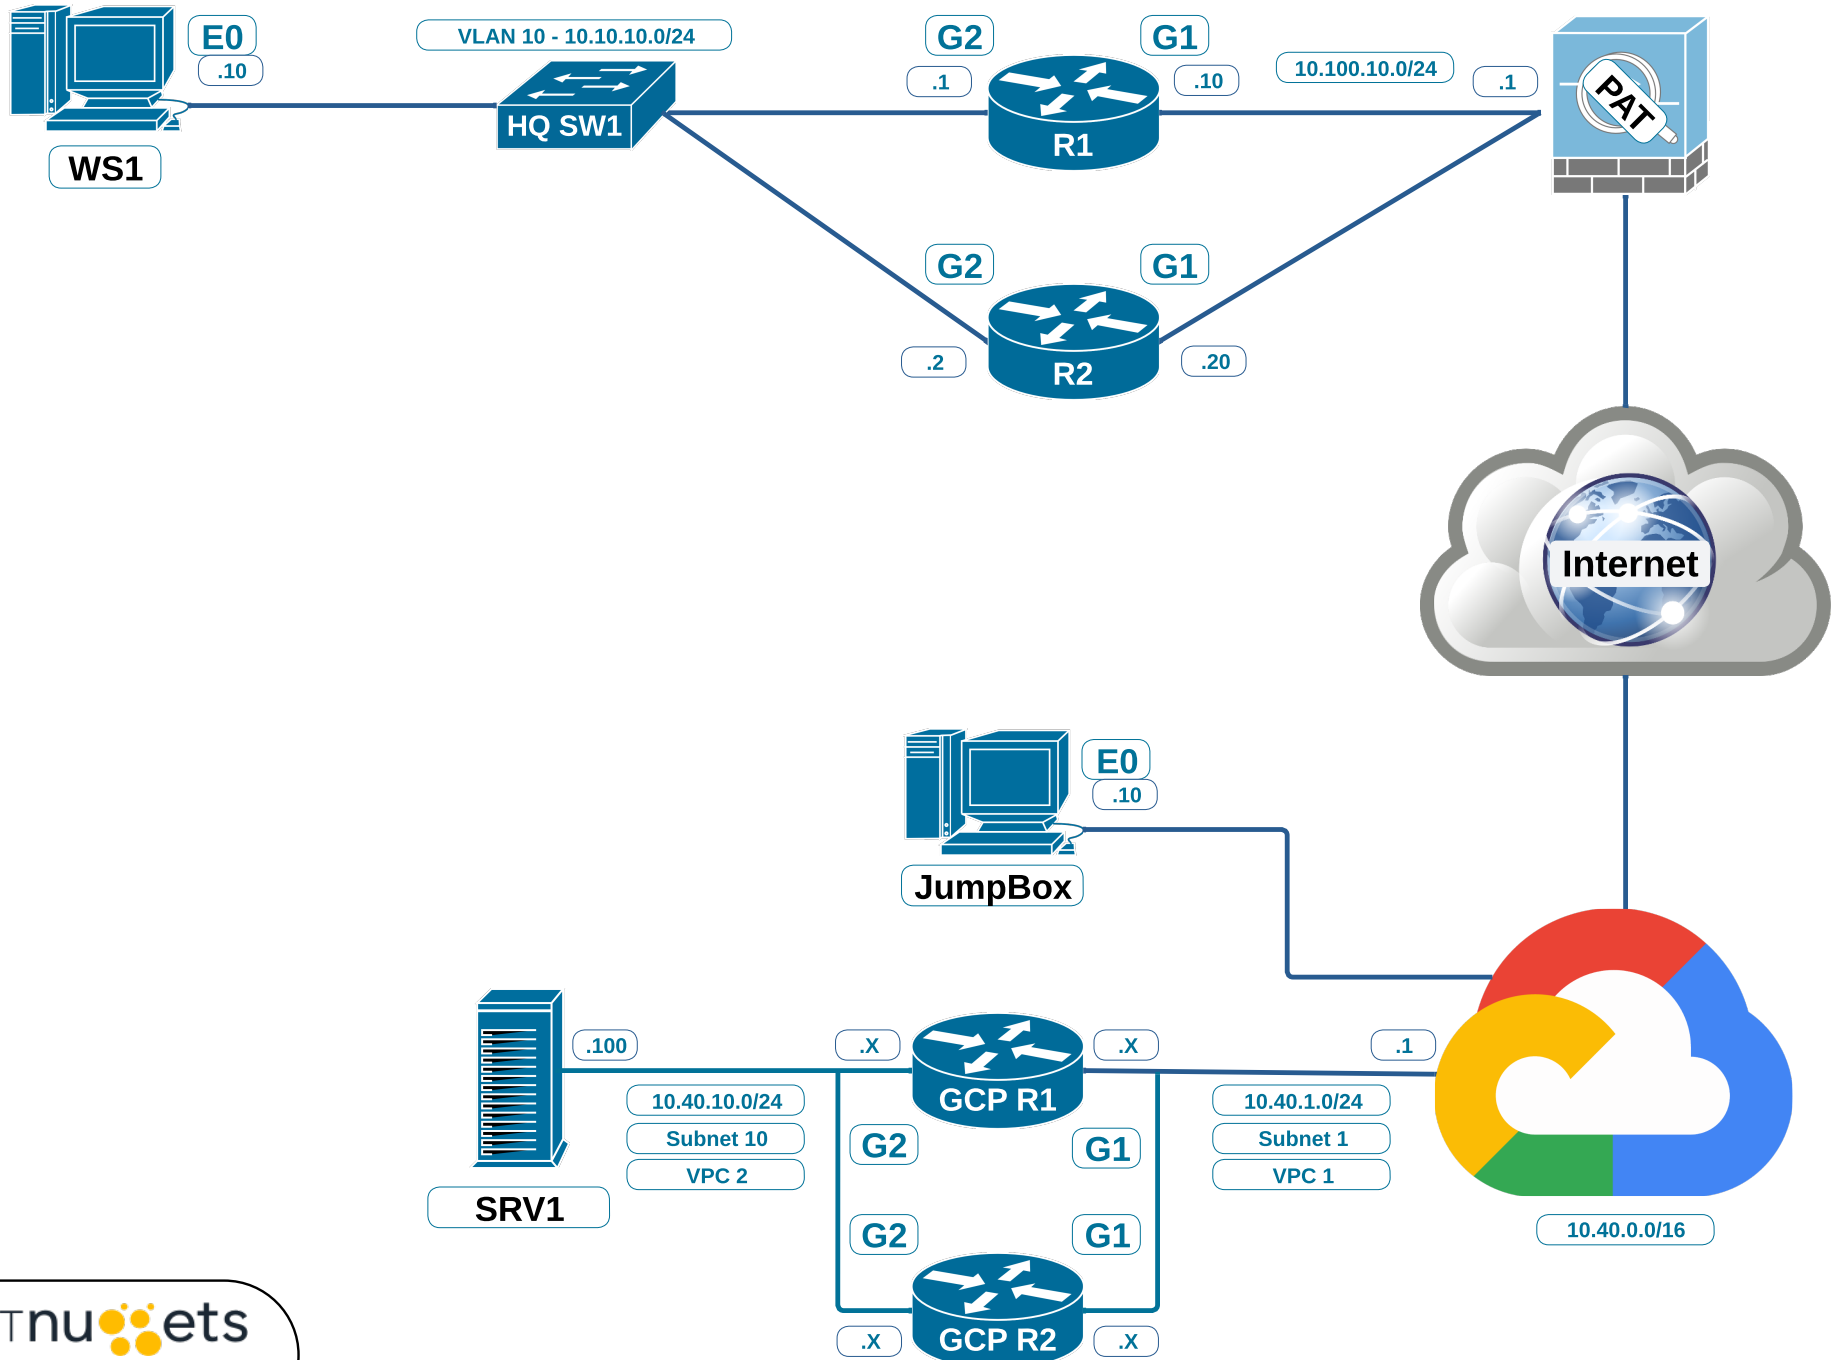 E0
.10
WS1
VLAN 10 - 10.10.10.0/24
HQ SW1
G2
G1
.1
.10
R1
10.100.10.0/24
.1
PAT
G2
G1
.2
.20
R2
Internet
E0
.10
JumpBox
.100
.X
.X
.1
GCP R1
10.40.10.0/24
Subnet 10
VPC 2
G2
G1
10.40.1.0/24
Subnet 1
VPC 1
SRV1
G2
G1
10.40.0.0/16
GCP R2
.X
.X
Tnuggets